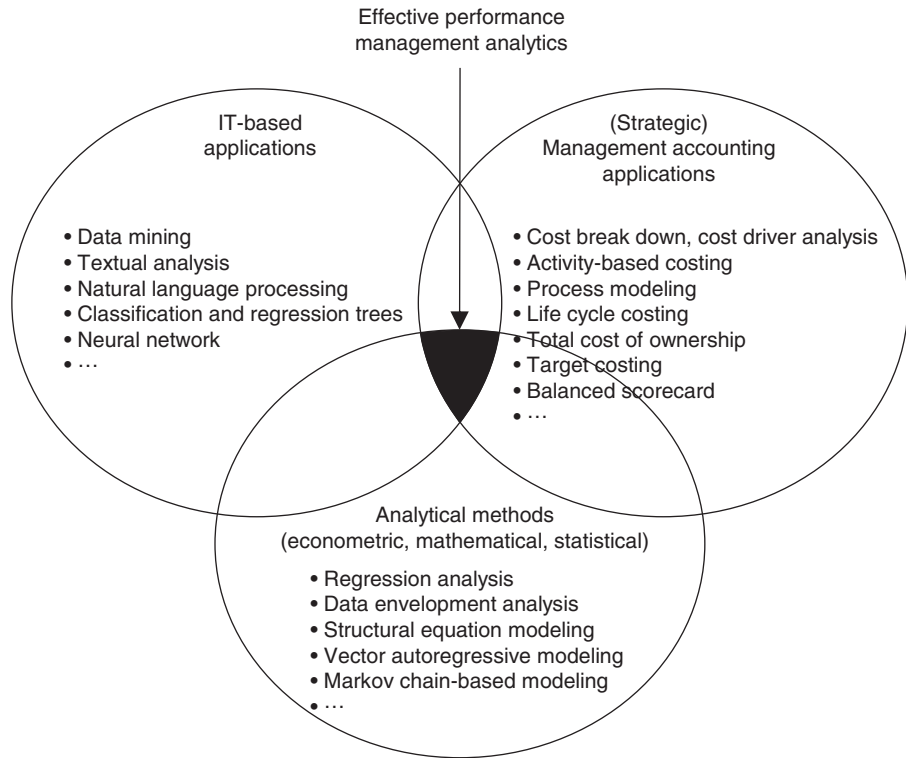 Effective performance
management analytics
IT-based
applications
• Data mining
• Textual analysis
• Natural language processing
• Classification and regression trees
• Neural network
• ⋯
(Strategic)
Management accounting
applications
• Cost break down, cost driver analysis
• Activity-based costing
• Process modeling
• Life cycle costing
• Total cost of ownership
• Target costing
• Balanced scorecard
• ⋯
Analytical methods
(econometric, mathematical, statistical)
• Regression analysis
• Data envelopment analysis
• Structural equation modeling
• Vector autoregressive modeling
• Markov chain-based modeling
• ⋯